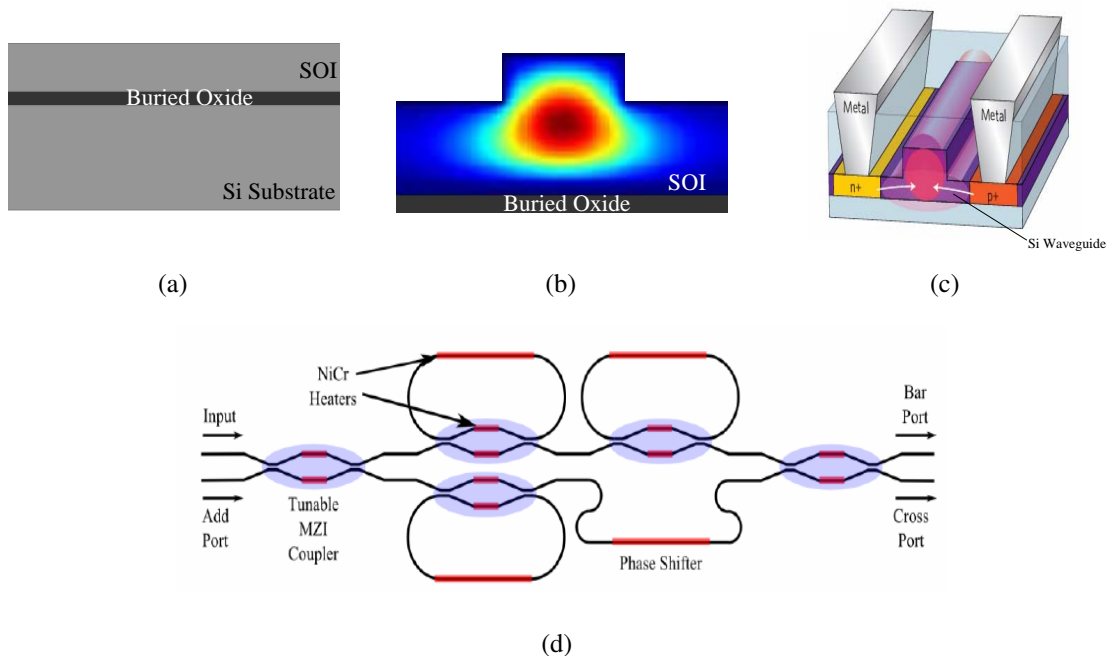 SOI
Buried Oxide
Si Substrate
(a)
SOI
Buried Oxide
(b)
Metal
Metal
n+
p+
Si Waveguide
(c)
NiCr
Heaters
Input
Add
Port
Tunable
MZI
Coupler
Phase Shifter
Bar
Port
Cross
Port
(d)